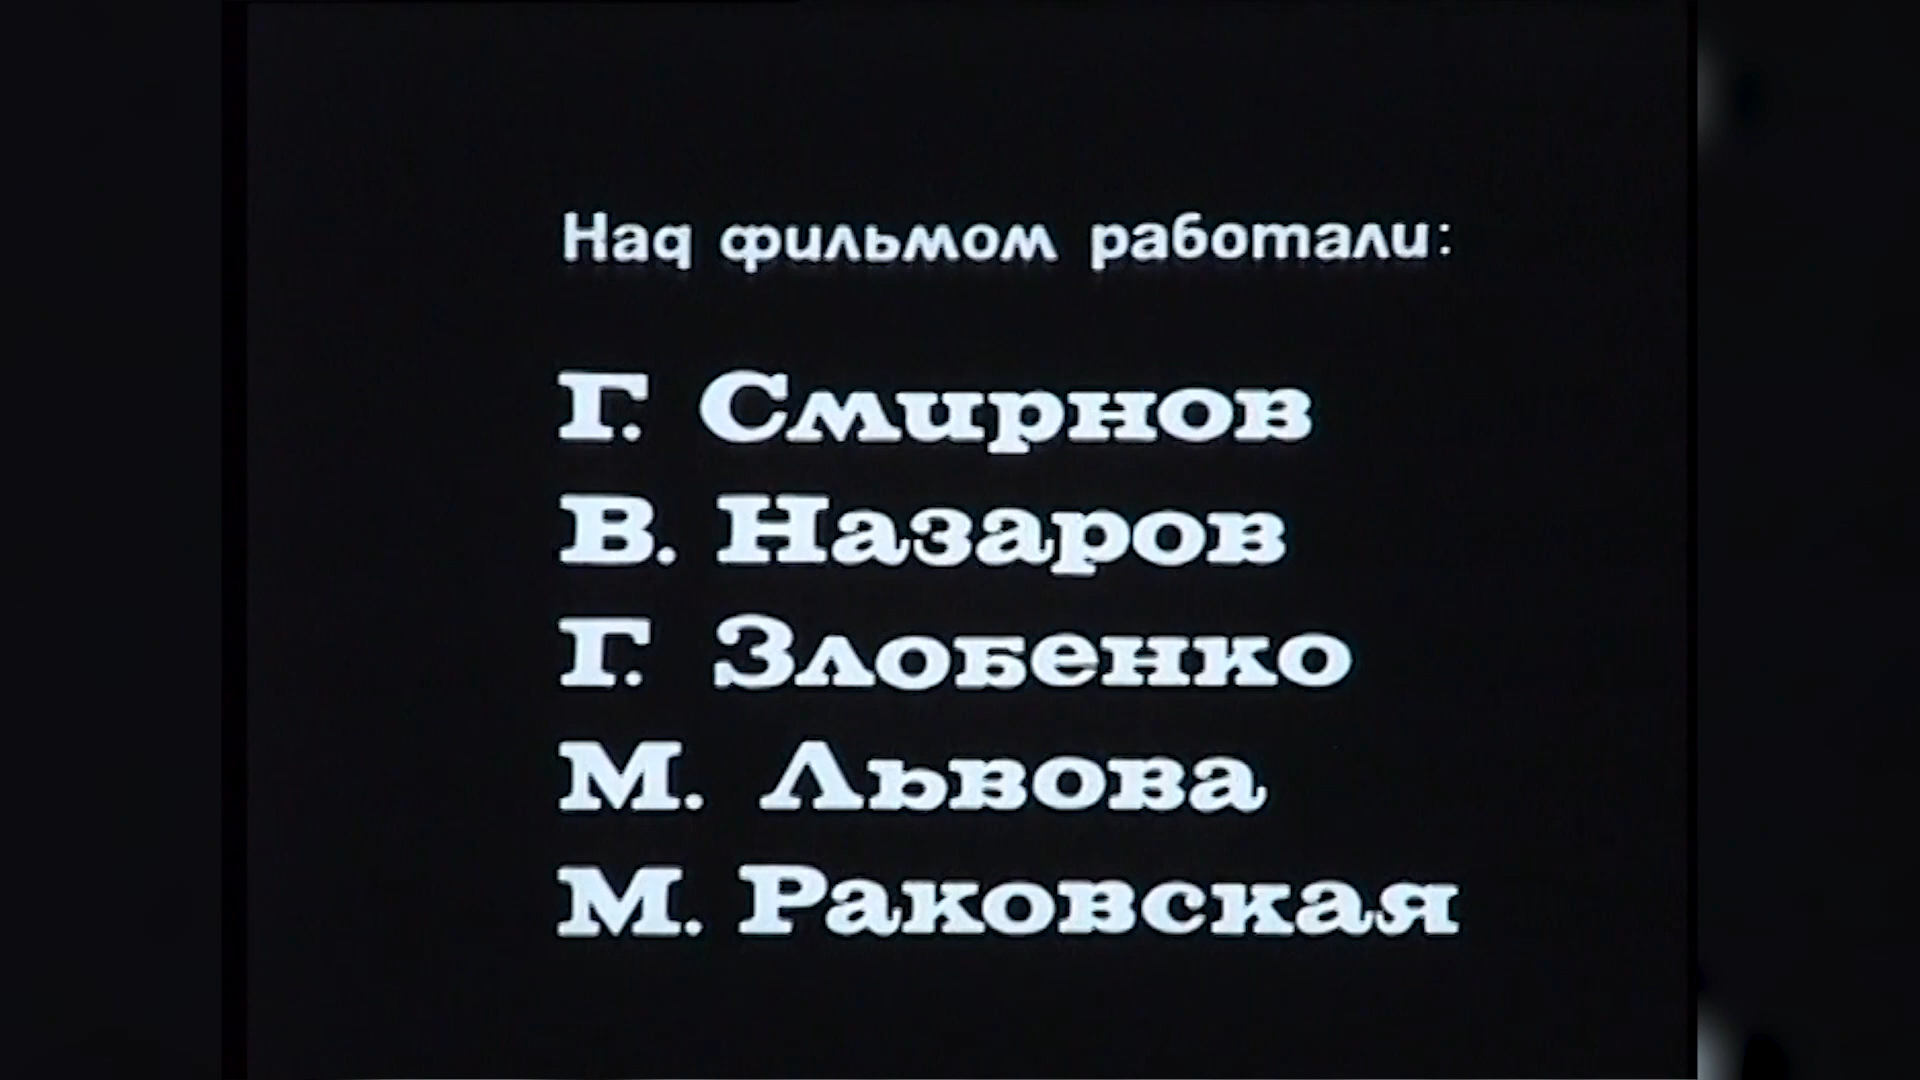 Над фильмом работали:
Г. Смирнов
В. Назаров
Г. Злобенко
М. Львова
М. Раковская